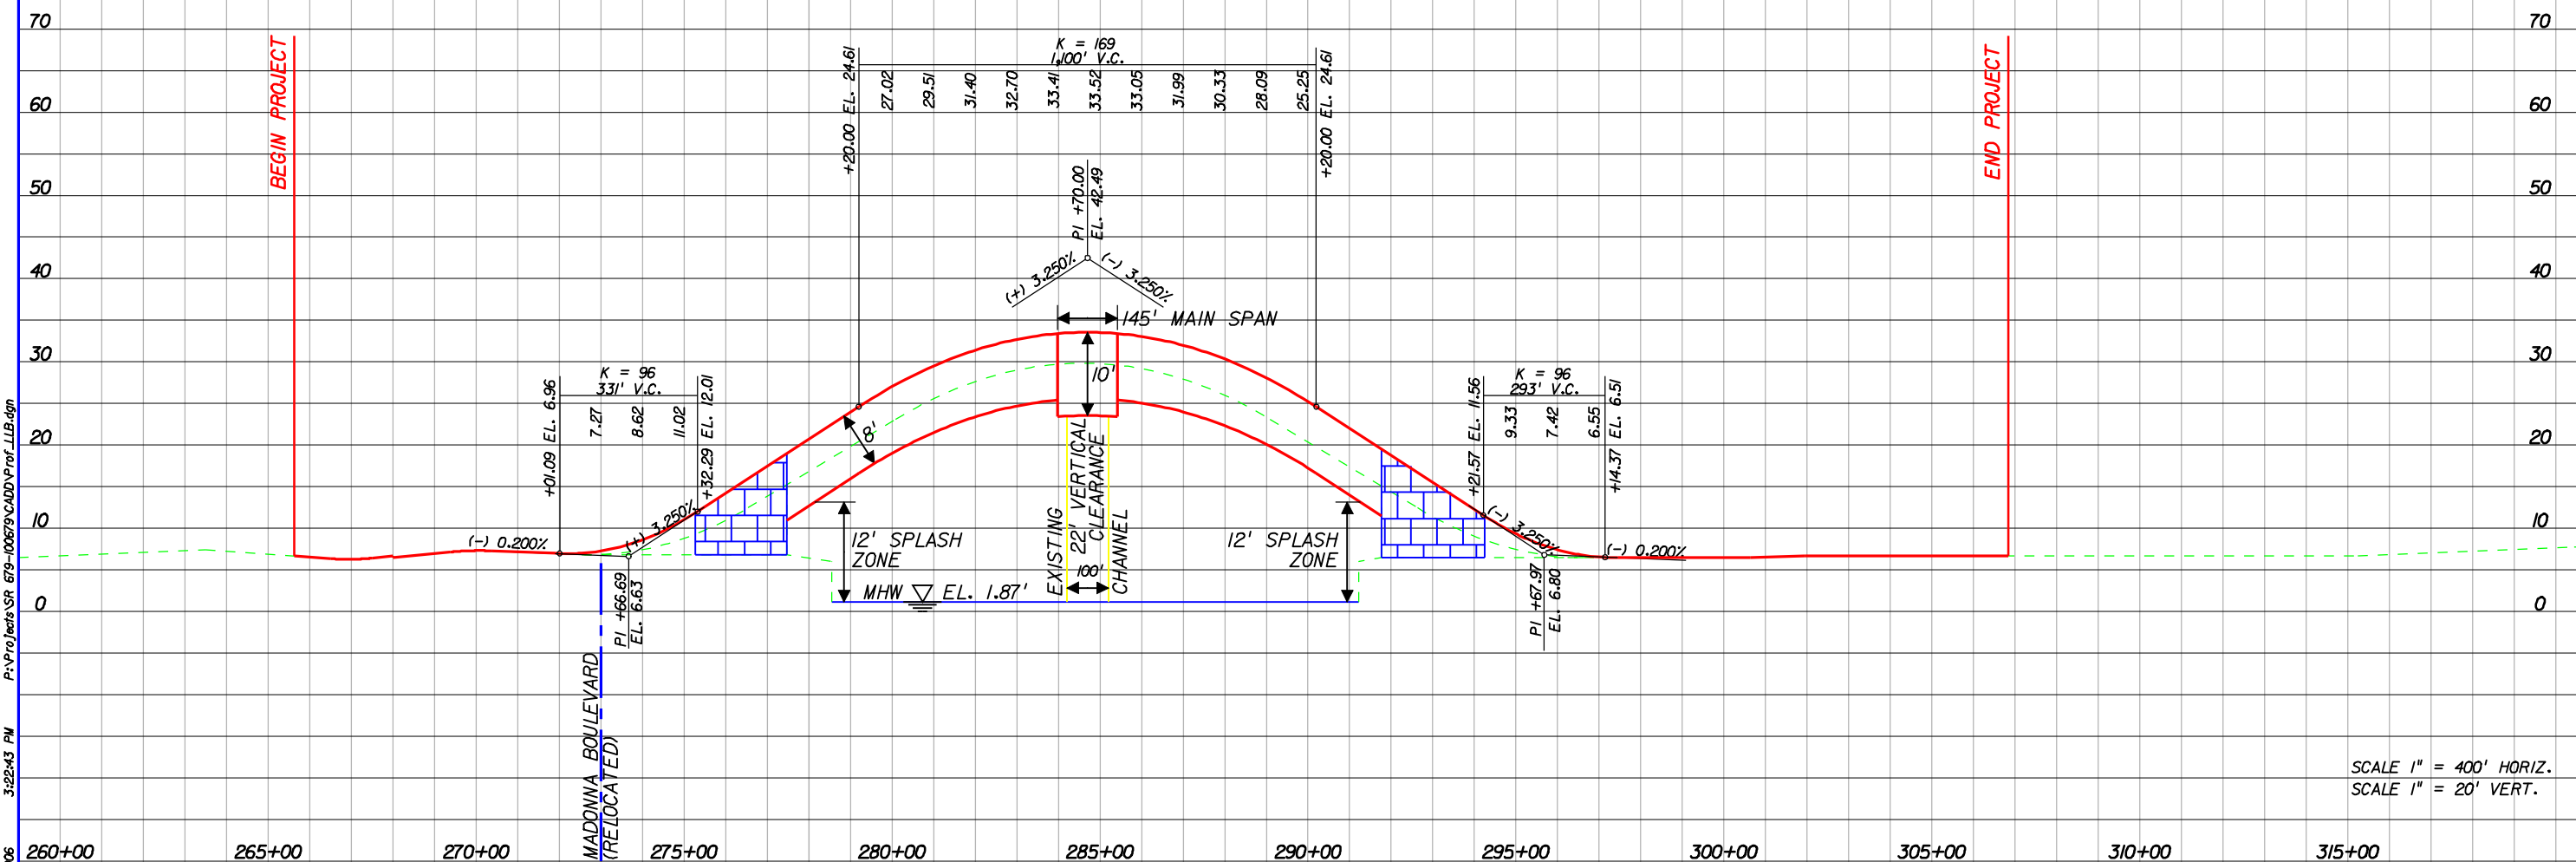 70
60
50
40
30
20
10
0
BEGIN PROJECT
K = 169
1,100' V.C.
+20.00 EL. 24.61
27.02
29.51
31.40
32.70
33.41
33.52
33.05
31.99
30.33
28.09
25.25
+20.00 EL. 24.61
PI +70.00
EL. 42.49
(+) 3.250%
(-) 3.250%
145' MAIN SPAN
10'
8'
END PROJECT
70
60
50
40
30
20
10
0
K = 96
331' V.C.
+01.09 EL. 6.96
7.27
8.62
11.02
+32.29 EL. 12.01
(-) 0.200%
(+) 3.250%
PI +66.69
EL. 6.63
12' SPLASH
ZONE
MHW EL. 1.87'
EXISTING
22' VERTICAL
CLEARANCE
CHANNEL
100'
12' SPLASH
ZONE
K = 96
293' V.C.
+21.57 EL. 11.56
9.33
7.42
6.55
+14.37 EL. 6.51
(-) 3.250%
(-) 0.200%
PI +67.97
EL. 6.80
MADONNA BOULEVARD
(RELOCATED)
SCALE 1" = 400' HORIZ.
SCALE 1" = 20' VERT.
260+00
265+00
270+00
275+00
280+00
285+00
290+00
295+00
300+00
305+00
310+00
315+00
P:\Projects\SR 679-100679\CADD\Prof_LLB.dgn
3:22:43 PM